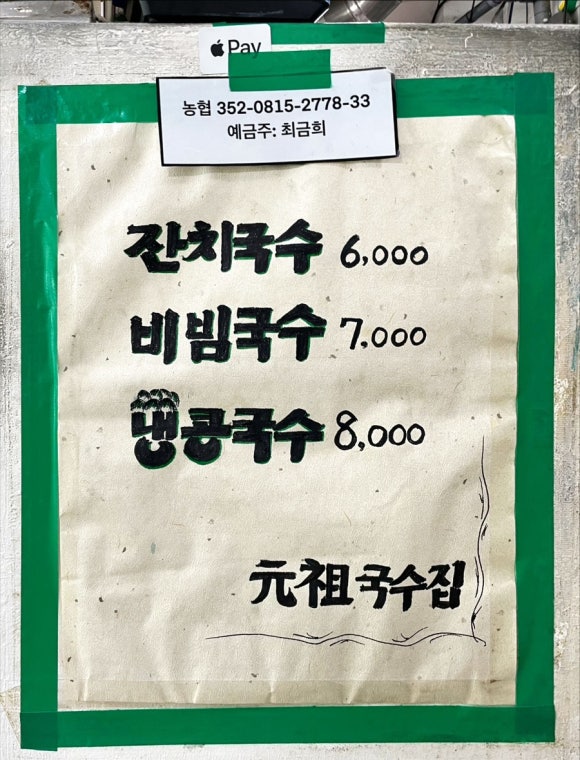 Pay
농협 352-0815-2778-33
예금주: 최금희
잔치국수 6,000
비빔국수 7,000
냉콩국수 8,000
元祖국수집